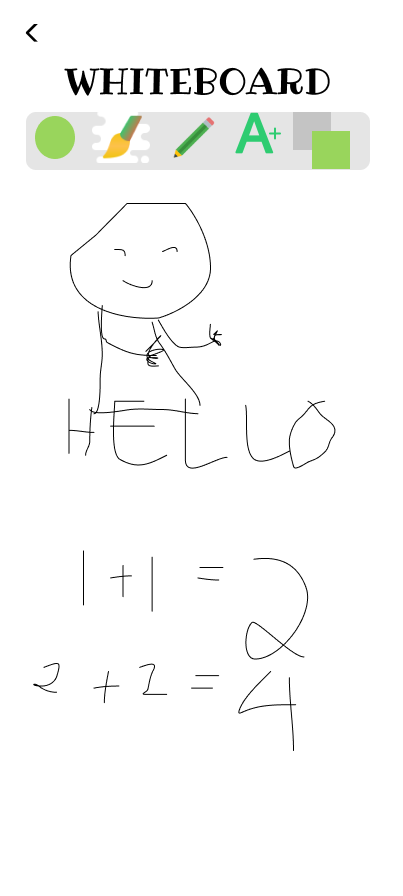 WHITEBOARD
A+
HELLO
1 + 1 = 2
2 + 2 = 4